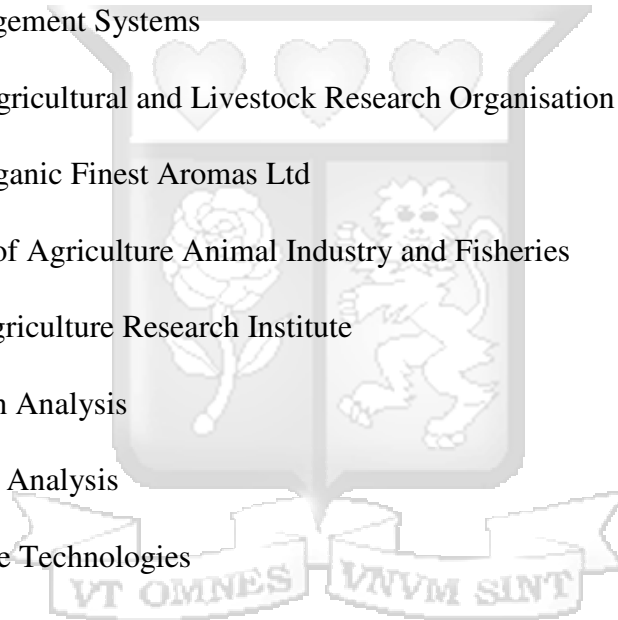 gement Systems
gricultural and Livestock Research Organisation
ganic Finest Aromas Ltd
of Agriculture Animal Industry and Fisheries
griculture Research Institute
n Analysis
Analysis
e Technologies
VT OMNES VNVM SINT